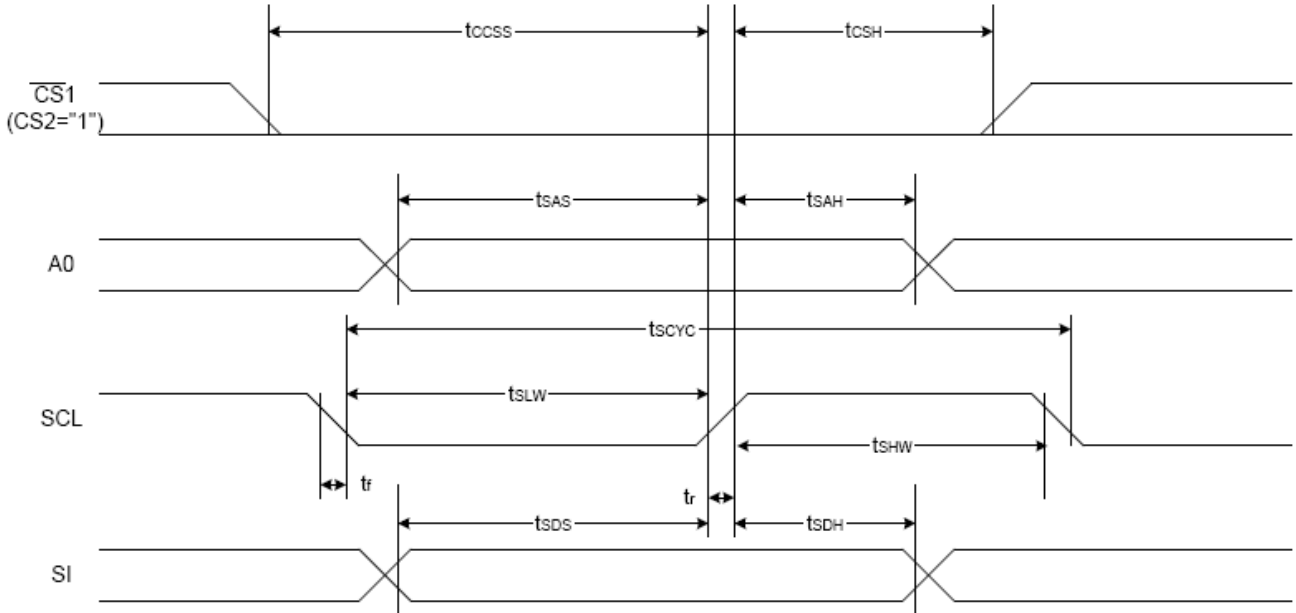 tCCSS
tCSH
CS1
(CS2="1")
tSAS
tSAH
A0
tSCYC
tSLW
SCL
tSHW
tf
tr
tSDS
tSDH
SI